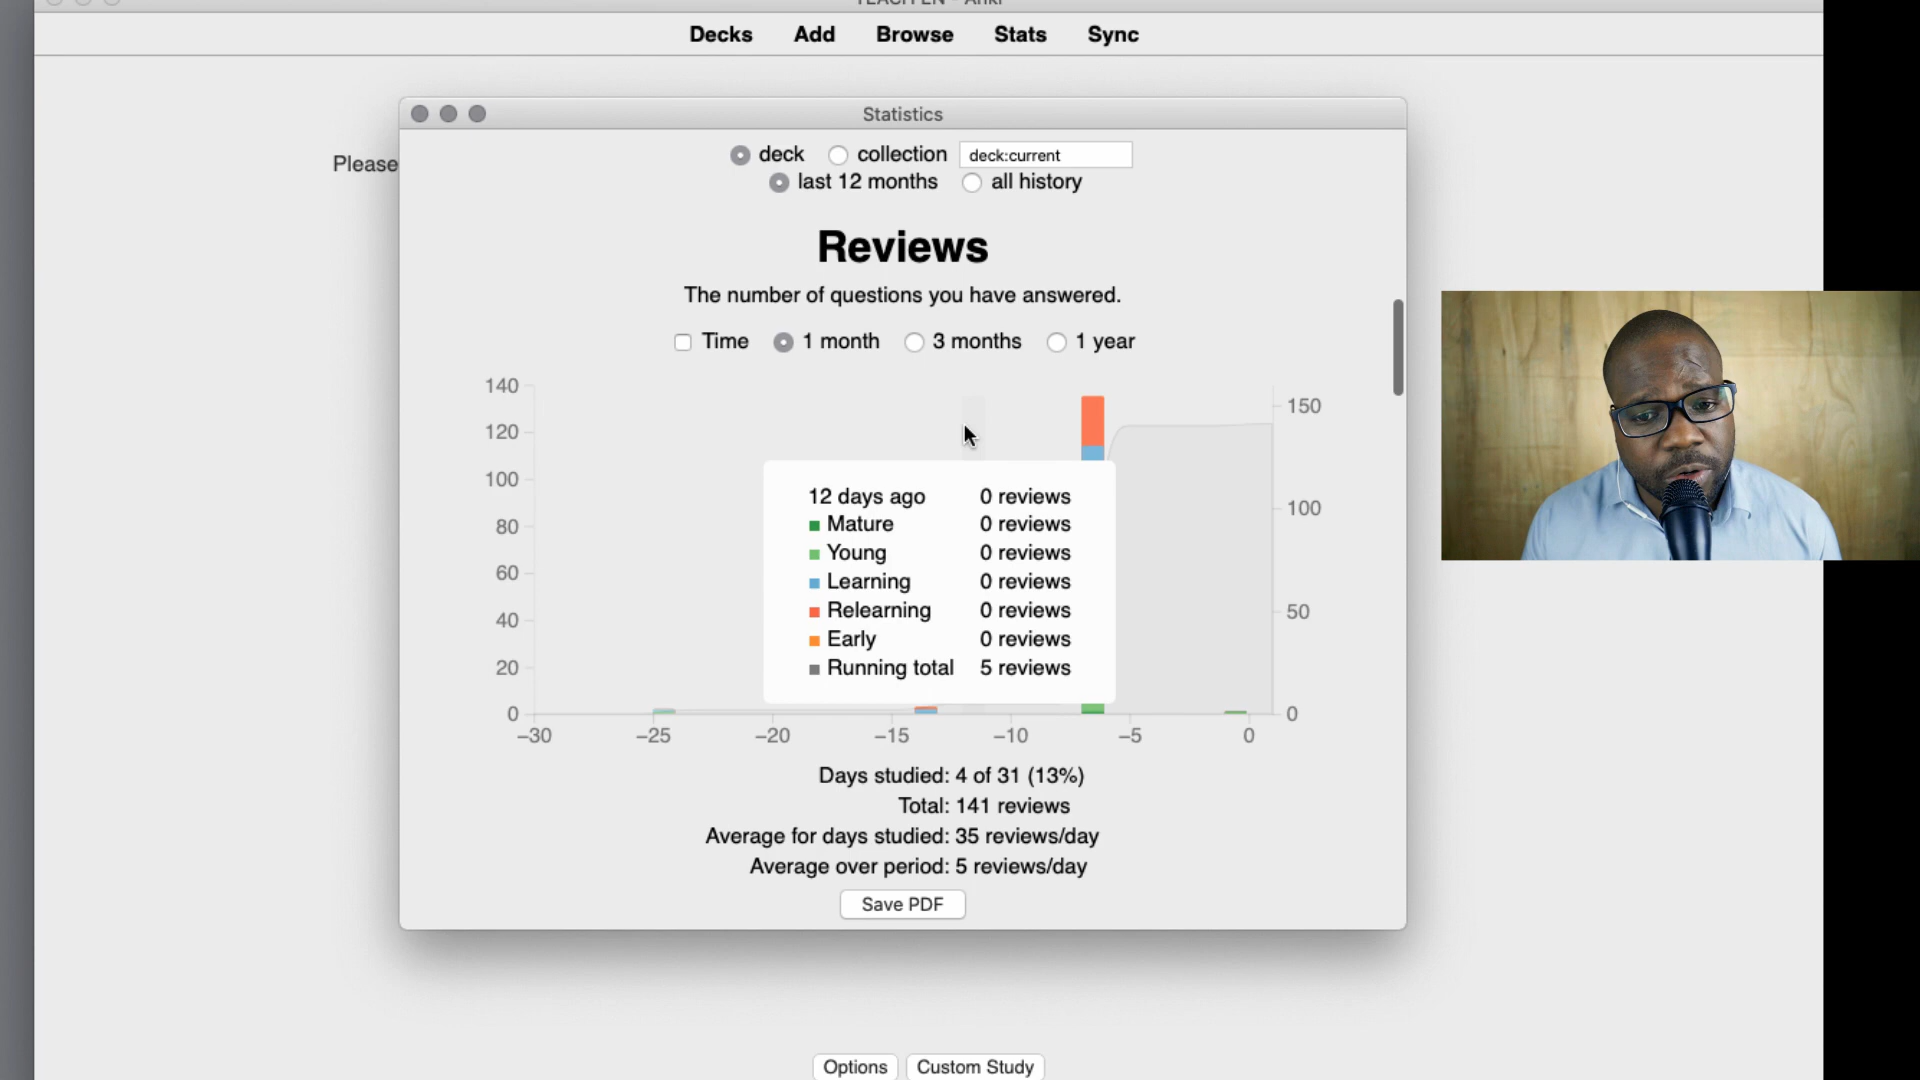 TEACH EN - Anki
Decks Add Browse Stats Sync
Please
Statistics
deck collection deck:current
last 12 months all history
Reviews
The number of questions you have answered.
Time 1 month 3 months 1 year
140
120
100
80
60
40
20
0
150
100
50
0
12 days ago 0 reviews
Mature 0 reviews
Young 0 reviews
Learning 0 reviews
Relearning 0 reviews
Early 0 reviews
Running total 5 reviews
−30 −25 −20 −15 −10 −5 0
Days studied: 4 of 31 (13%)
Total: 141 reviews
Average for days studied: 35 reviews/day
Average over period: 5 reviews/day
Save PDF
Options Custom Study